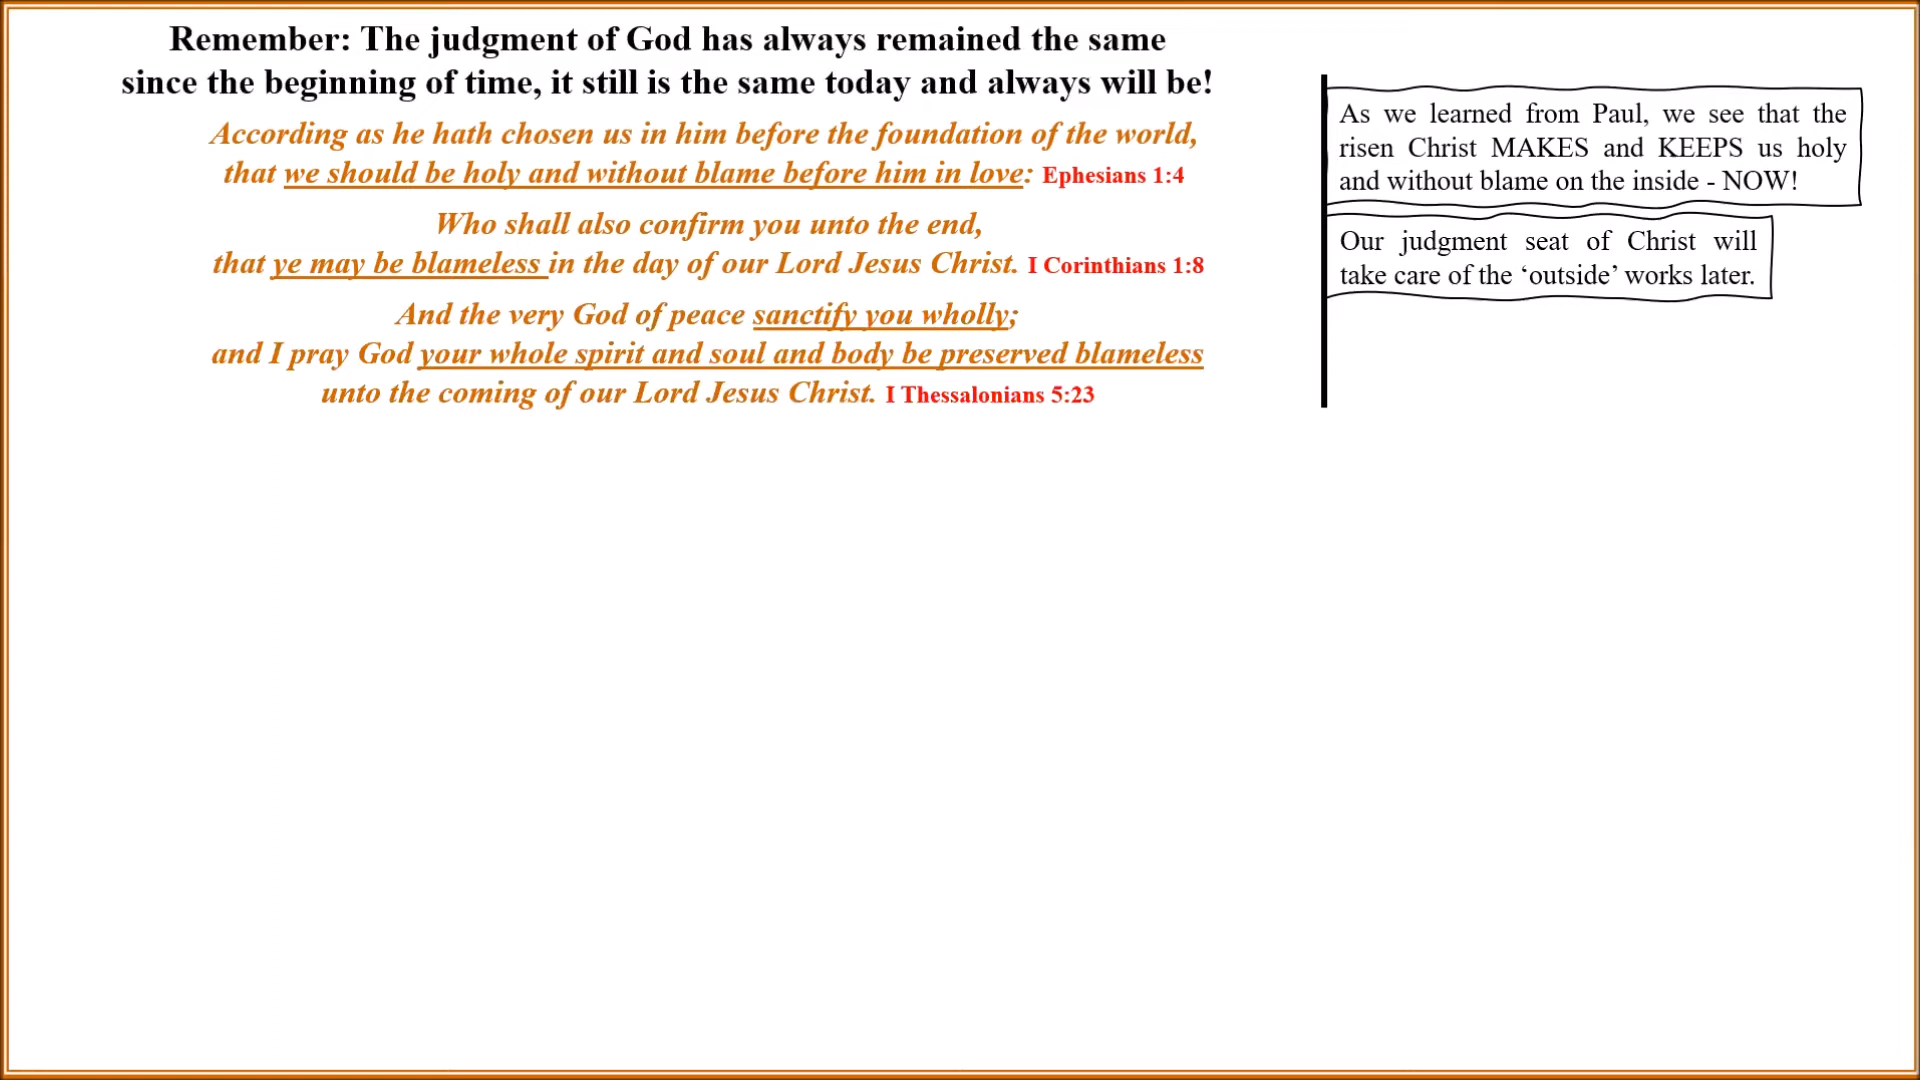 Remember: The judgment of God has always remained the same
since the beginning of time, it still is the same today and always will be!
According as he hath chosen us in him before the foundation of the world,
that we should be holy and without blame before him in love: Ephesians 1:4
Who shall also confirm you unto the end,
that ye may be blameless in the day of our Lord Jesus Christ. I Corinthians 1:8
And the very God of peace sanctify you wholly;
and I pray God your whole spirit and soul and body be preserved blameless
unto the coming of our Lord Jesus Christ. I Thessalonians 5:23
As we learned from Paul, we see that the
risen Christ MAKES and KEEPS us holy
and without blame on the inside - NOW!
Our judgment seat of Christ will
take care of the ‘outside’ works later.